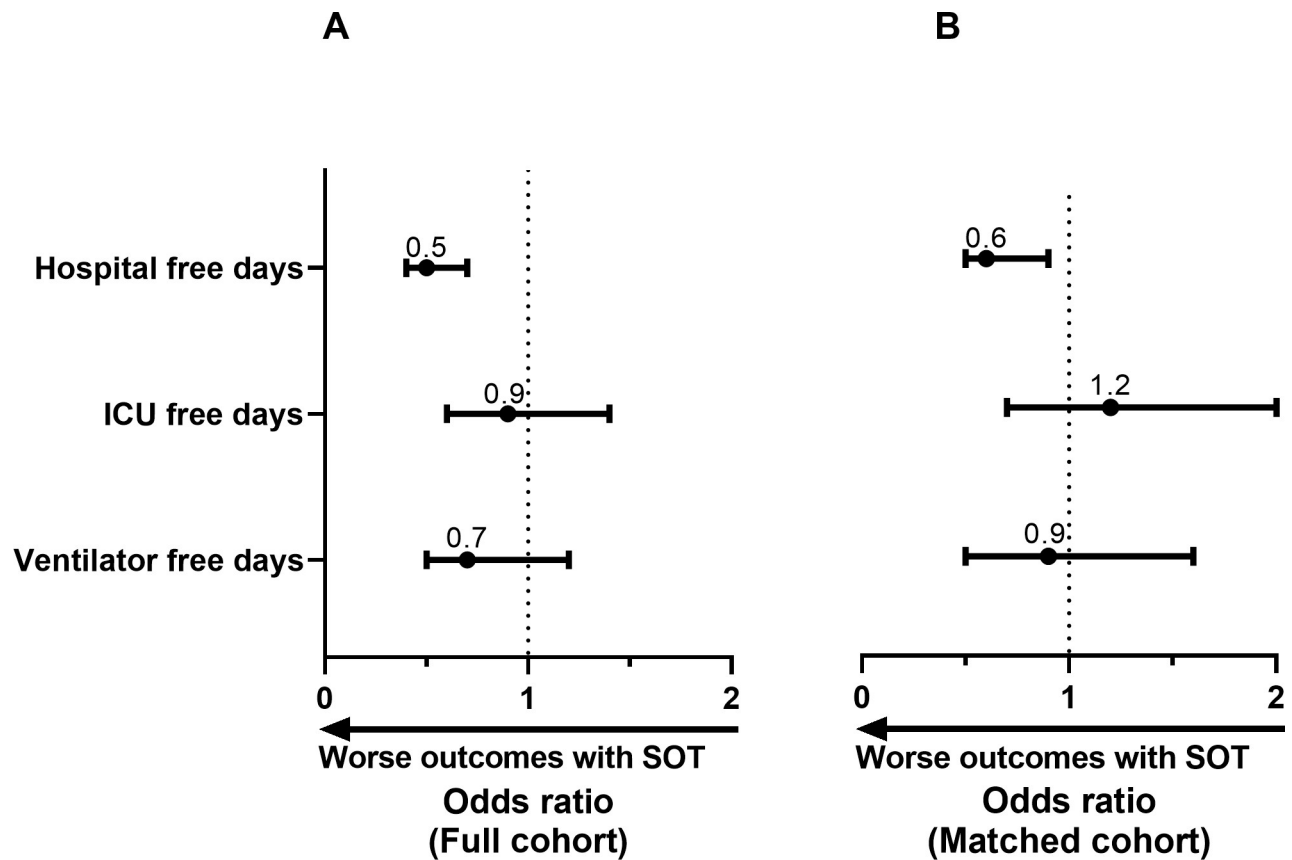 A
B
Hospital free days
0.5
0.6
ICU free days
0.9
1.2
Ventilator free days
0.7
0.9
0 1 2
0 1 2
Worse outcomes with SOT
Worse outcomes with SOT
Odds ratio
(Full cohort)
Odds ratio
(Matched cohort)